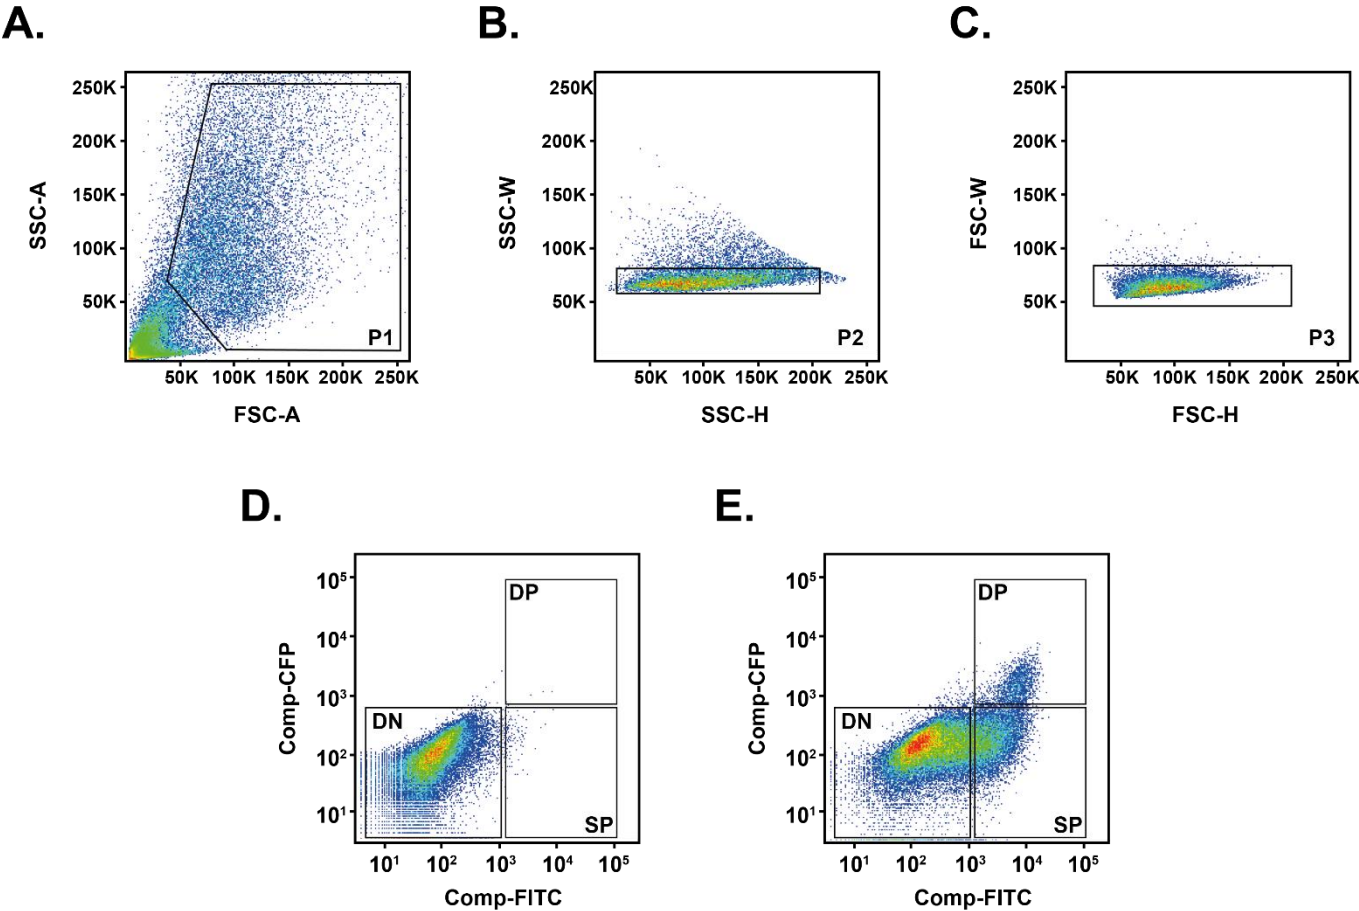 A.
B.
C.
250K
200K
150K
100K
50K
SSC-A
P1
50K 100K 150K 200K 250K
FSC-A
250K
200K
150K
100K
50K
SSC-W
P2
50K 100K 150K 200K 250K
SSC-H
250K
200K
150K
100K
50K
FSC-W
P3
50K 100K 150K 200K 250K
FSC-H
D.
E.
10⁵
10⁴
10³
10²
10¹
Comp-CFP
DP
DN
SP
10¹ 10² 10³ 10⁴ 10⁵
Comp-FITC
10⁵
10⁴
10³
10²
10¹
Comp-CFP
DP
DN
SP
10¹ 10² 10³ 10⁴ 10⁵
Comp-FITC